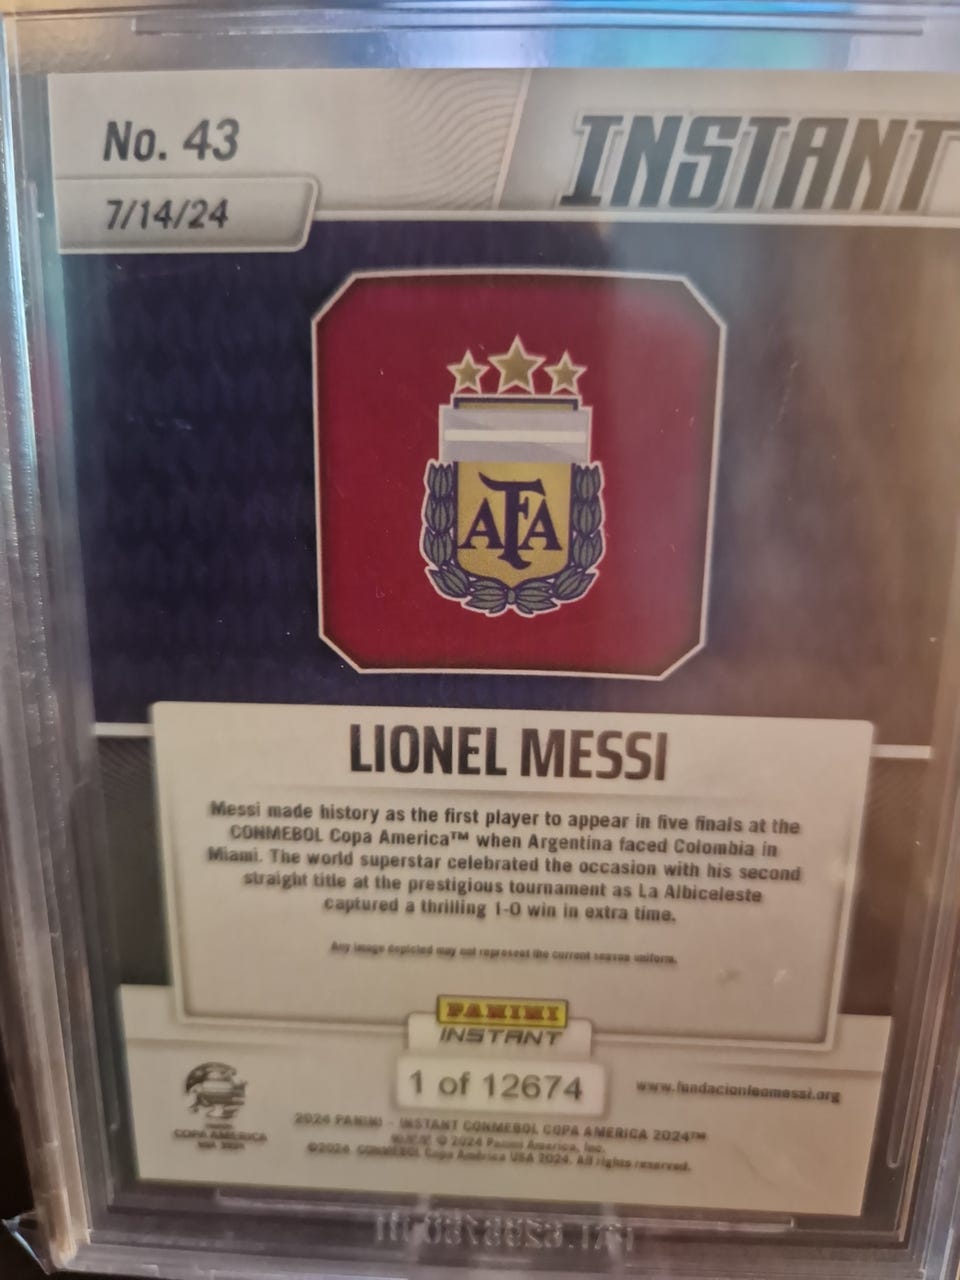 No. 43
INSTANT
7/14/24
AFA
LIONEL MESSI
Messi made history as the first player to appear in five finals at the
CONMEBOL Copa America™ when Argentina faced Colombia in
Miami. The world superstar celebrated the occasion with his second
straight title at the prestigious tournament as La Albiceleste
captured a thrilling 1-0 win in extra time.
Any image depicted may not represent the current season uniform.
PANINI
INSTANT
1 of 12674
www.fundacionleomessi.org
COPA AMERICA
USA 2024
2024 PANINI - INSTANT CONMEBOL COPA AMERICA 2024™
© 2024 Panini America, Inc.
©2024 CONMEBOL Copa América USA 2024. All rights reserved.